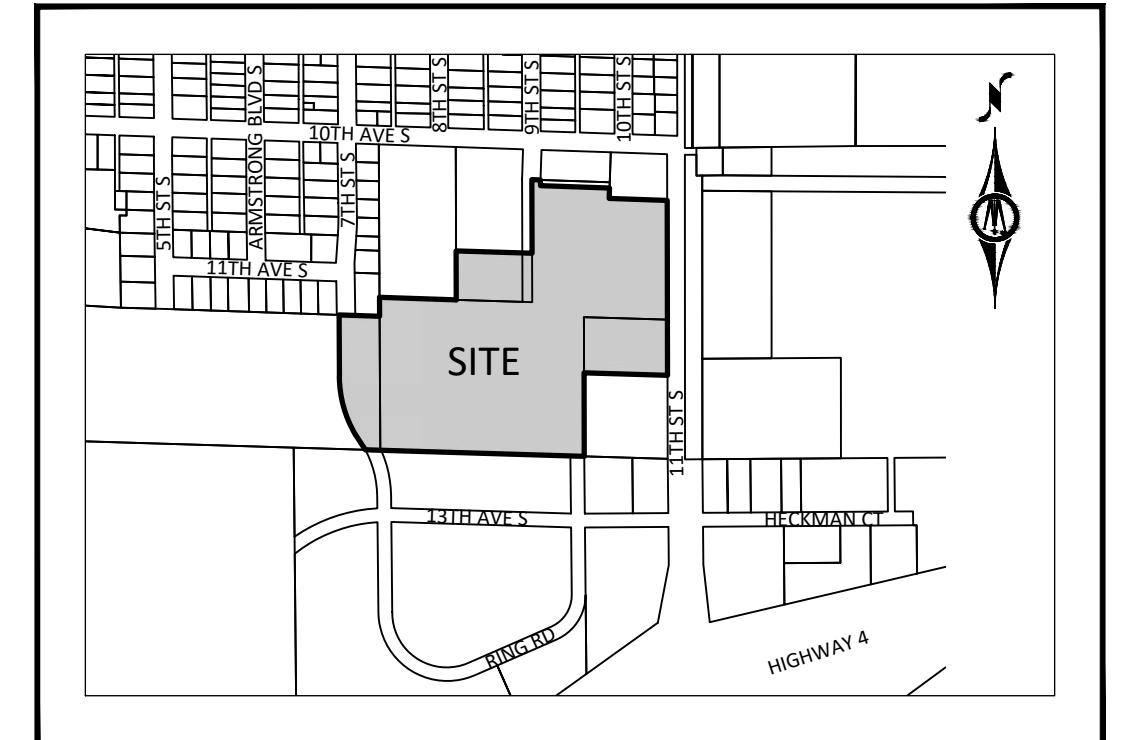 N
8TH ST S
9TH ST S
10TH ST S
ARMSTRONG BLVD S
10TH AVE S
7TH ST S
5TH ST S
11TH AVE S
SITE
11TH ST S
13TH AVE S
HECKMAN CT
RING RD
HIGHWAY 4